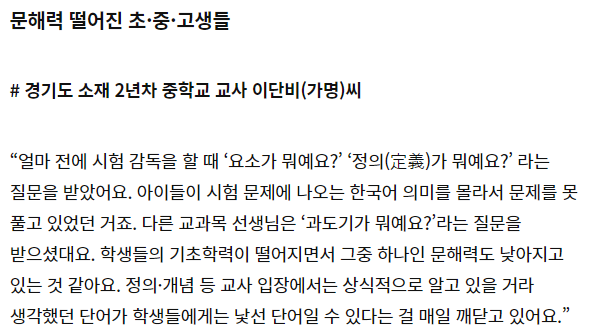 문해력 떨어진 초·중·고생들
# 경기도 소재 2년차 중학교 교사 이단비(가명)씨
“얼마 전에 시험 감독을 할 때 ‘요소가 뭐예요?’ ‘정의(定義)가 뭐예요?’ 라는
질문을 받았어요. 아이들이 시험 문제에 나오는 한국어 의미를 몰라서 문제를 못
풀고 있었던 거죠. 다른 교과목 선생님은 ‘과도기가 뭐예요?’라는 질문을
받으셨대요. 학생들의 기초학력이 떨어지면서 그중 하나인 문해력도 낮아지고
있는 것 같아요. 정의·개념 등 교사 입장에서는 상식적으로 알고 있을 거라
생각했던 단어가 학생들에게는 낯선 단어일 수 있다는 걸 매일 깨닫고 있어요.”